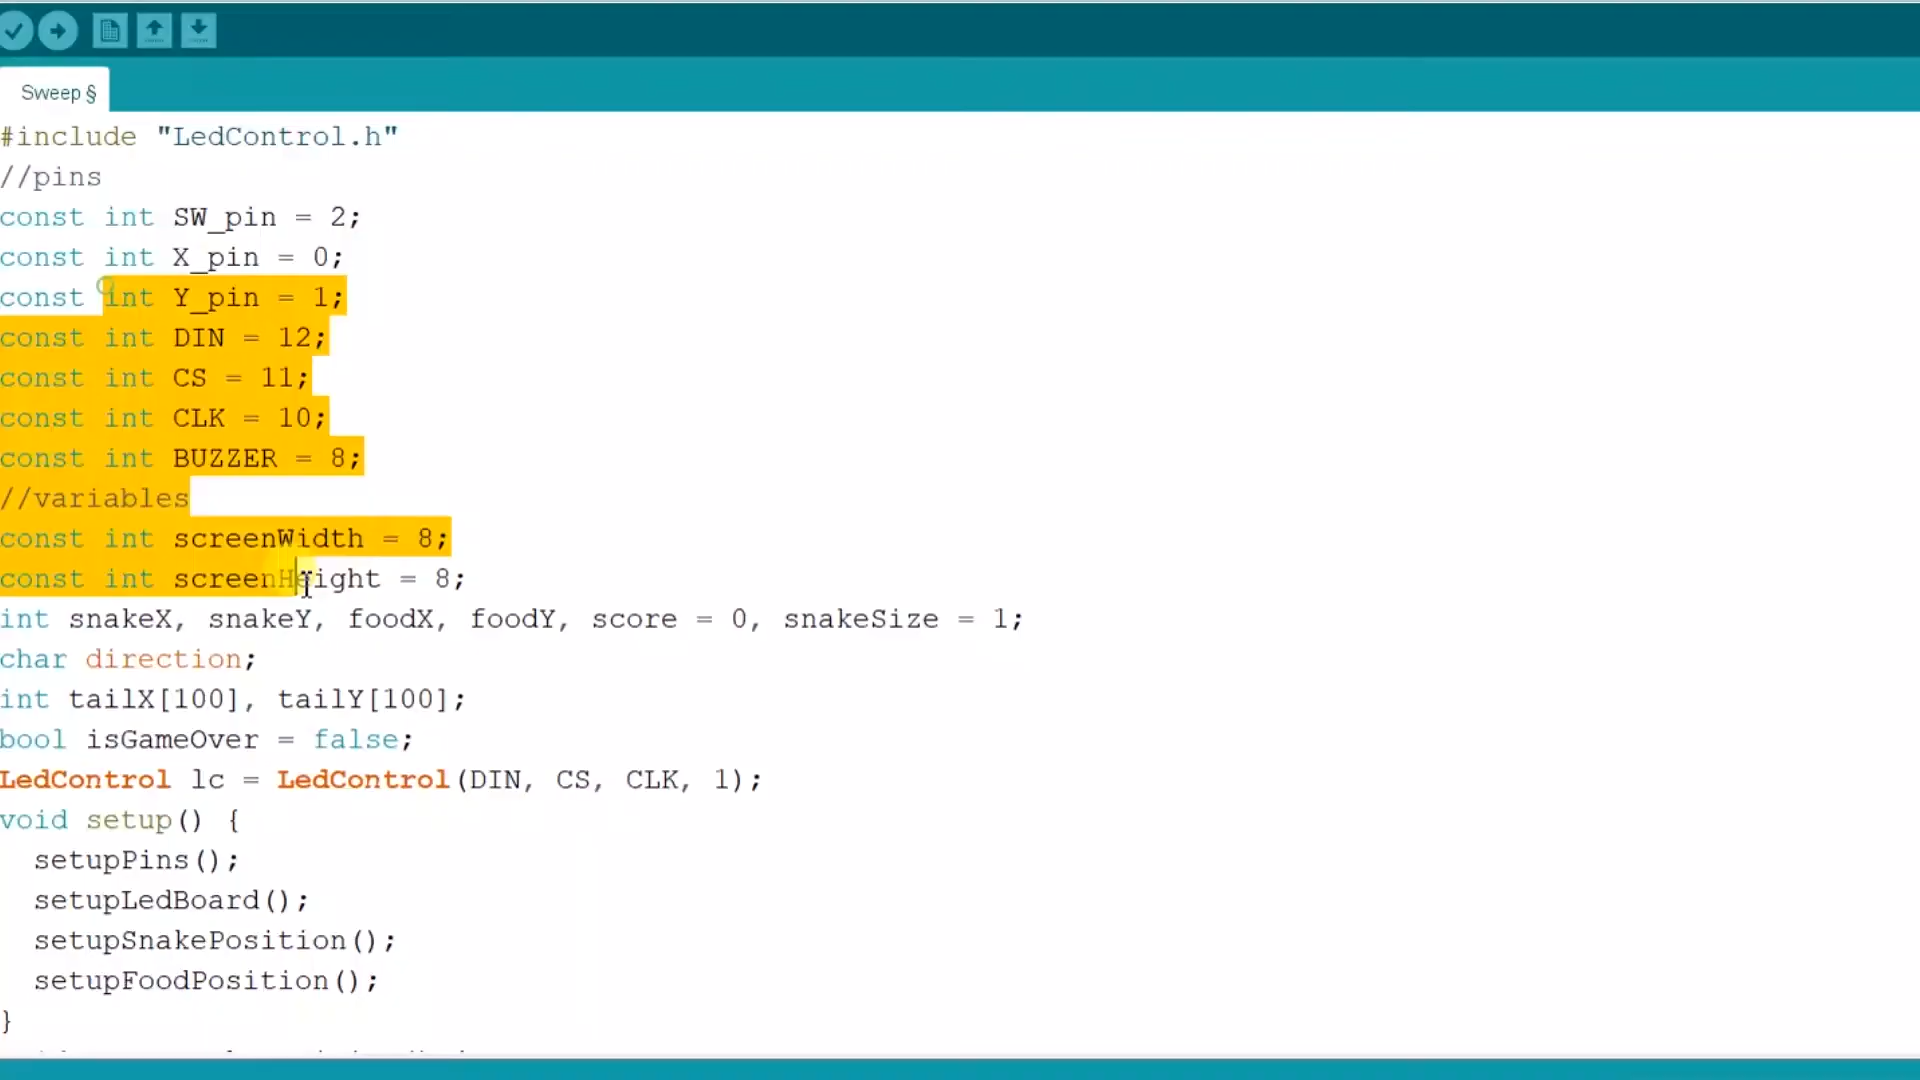 Sweep §
#include "LedControl.h"
//pins
const int SW_pin = 2;
const int X_pin = 0;
const int Y_pin = 1;
const int DIN = 12;
const int CS = 11;
const int CLK = 10;
const int BUZZER = 8;
//variables
const int screenWidth = 8;
const int screenHeight = 8;
int snakeX, snakeY, foodX, foodY, score = 0, snakeSize = 1;
char direction;
int tailX[100], tailY[100];
bool isGameOver = false;
LedControl lc = LedControl(DIN, CS, CLK, 1);
void setup() {
  setupPins();
  setupLedBoard();
  setupSnakePosition();
  setupFoodPosition();
}